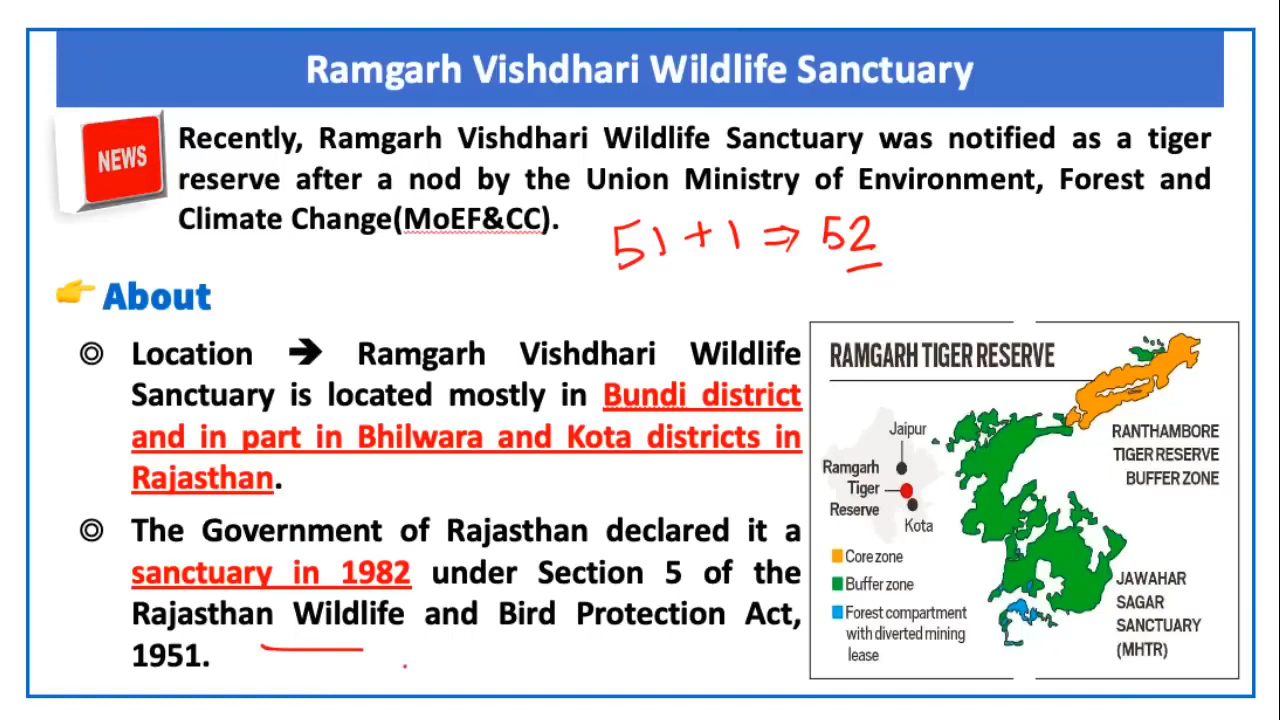 Ramgarh Vishdhari Wildlife Sanctuary
NEWS
Recently, Ramgarh Vishdhari Wildlife Sanctuary was notified as a tiger
reserve after a nod by the Union Ministry of Environment, Forest and
Climate Change(MoEF&CC).
51 + 1 ⇒ 52
👉 About
◎ Location ➔ Ramgarh Vishdhari Wildlife
Sanctuary is located mostly in Bundi district
and in part in Bhilwara and Kota districts in
Rajasthan.
◎ The Government of Rajasthan declared it a
sanctuary in 1982 under Section 5 of the
Rajasthan Wildlife and Bird Protection Act,
1951.
RAMGARH TIGER RESERVE
Jaipur
Ramgarh
Tiger
Reserve
Kota
RANTHAMBORE
TIGER RESERVE
BUFFER ZONE
Core zone
Buffer zone
Forest compartment
with diverted mining
lease
JAWAHAR
SAGAR
SANCTUARY
(MHTR)